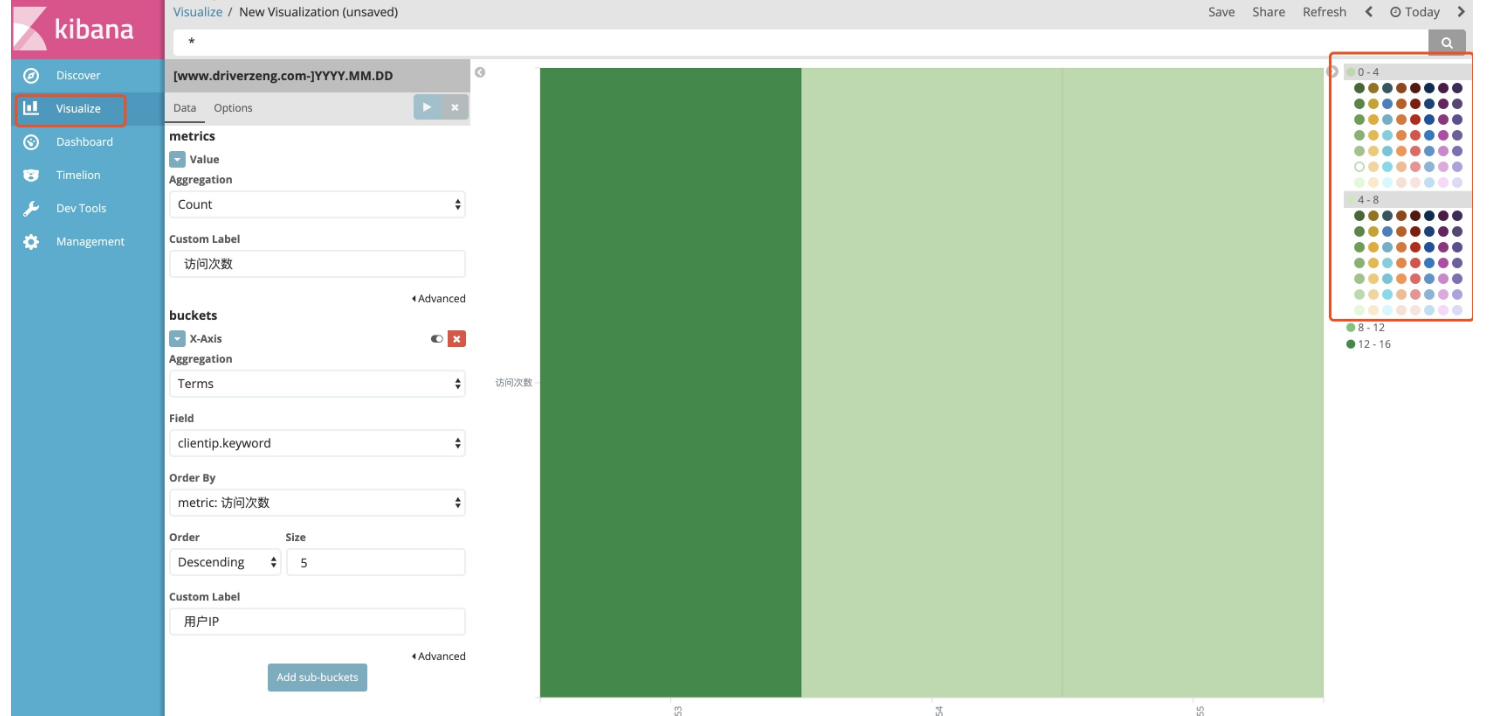 kibana
Visualize / New Visualization (unsaved)
Save Share Refresh Today
*
Discover
Visualize
Dashboard
Timelion
Dev Tools
Management
[www.driverzeng.com-]YYYY.MM.DD
Data Options
metrics
Value
Aggregation
Count
Custom Label
访问次数
Advanced
buckets
X-Axis
Aggregation
Terms
Field
clientip.keyword
Order By
metric: 访问次数
Order Size
Descending 5
Custom Label
用户IP
Advanced
Add sub-buckets
访问次数
53
54
55
0 - 4
4 - 8
8 - 12
12 - 16